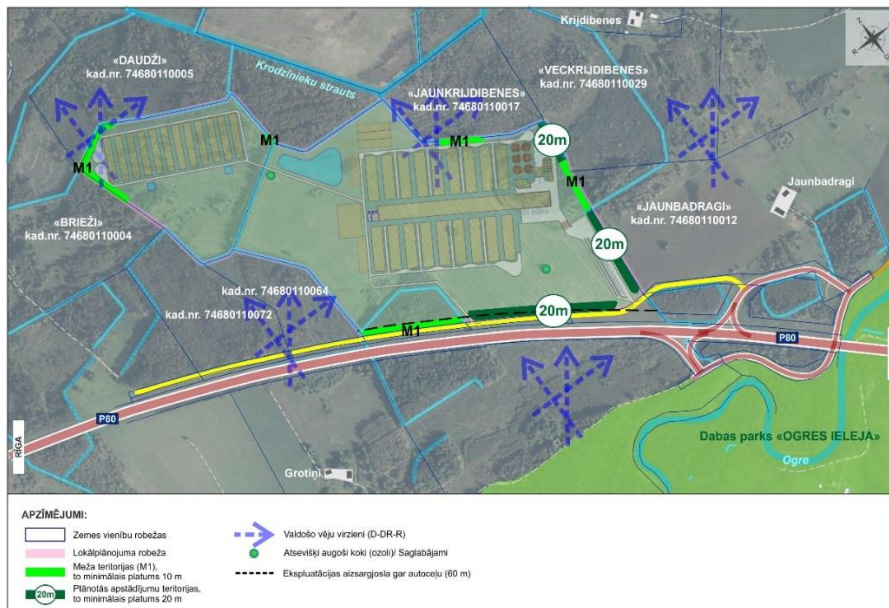 Krijdibenes
«DAUDŽI»
kad.nr. 74680110005
Krodzinieku strauts
«VECKRIJDIBENES»
kad.nr. 74680110029
«JAUNKRIJDIBENES»
kad.nr. 74680110017
M1
M1
20m
M1
M1
Jaunbadragi
«JAUNBADRAGI»
kad.nr. 74680110012
«BRIEŽI»
kad.nr. 74680110004
20m
kad.nr. 74680110064
kad.nr. 74680110072
20m
M1
P80
P80
RĪGA
Dabas parks «OGRES IELEJA»
Ogre
Grotiņi
APZĪMĒJUMI:
Zemes vienību robežas
Lokālplānojuma robeža
Meža teritorijas (M1),
to minimālais platums 10 m
20m
Plānotās apstādījumu teritorijas,
to minimālais platums 20 m
Valdošo vēju virzieni (D-DR-R)
Atsevišķi augoši koki (ozoli)/ Saglabājami
Ekspluatācijas aizsargjosla gar autoceļu (60 m)